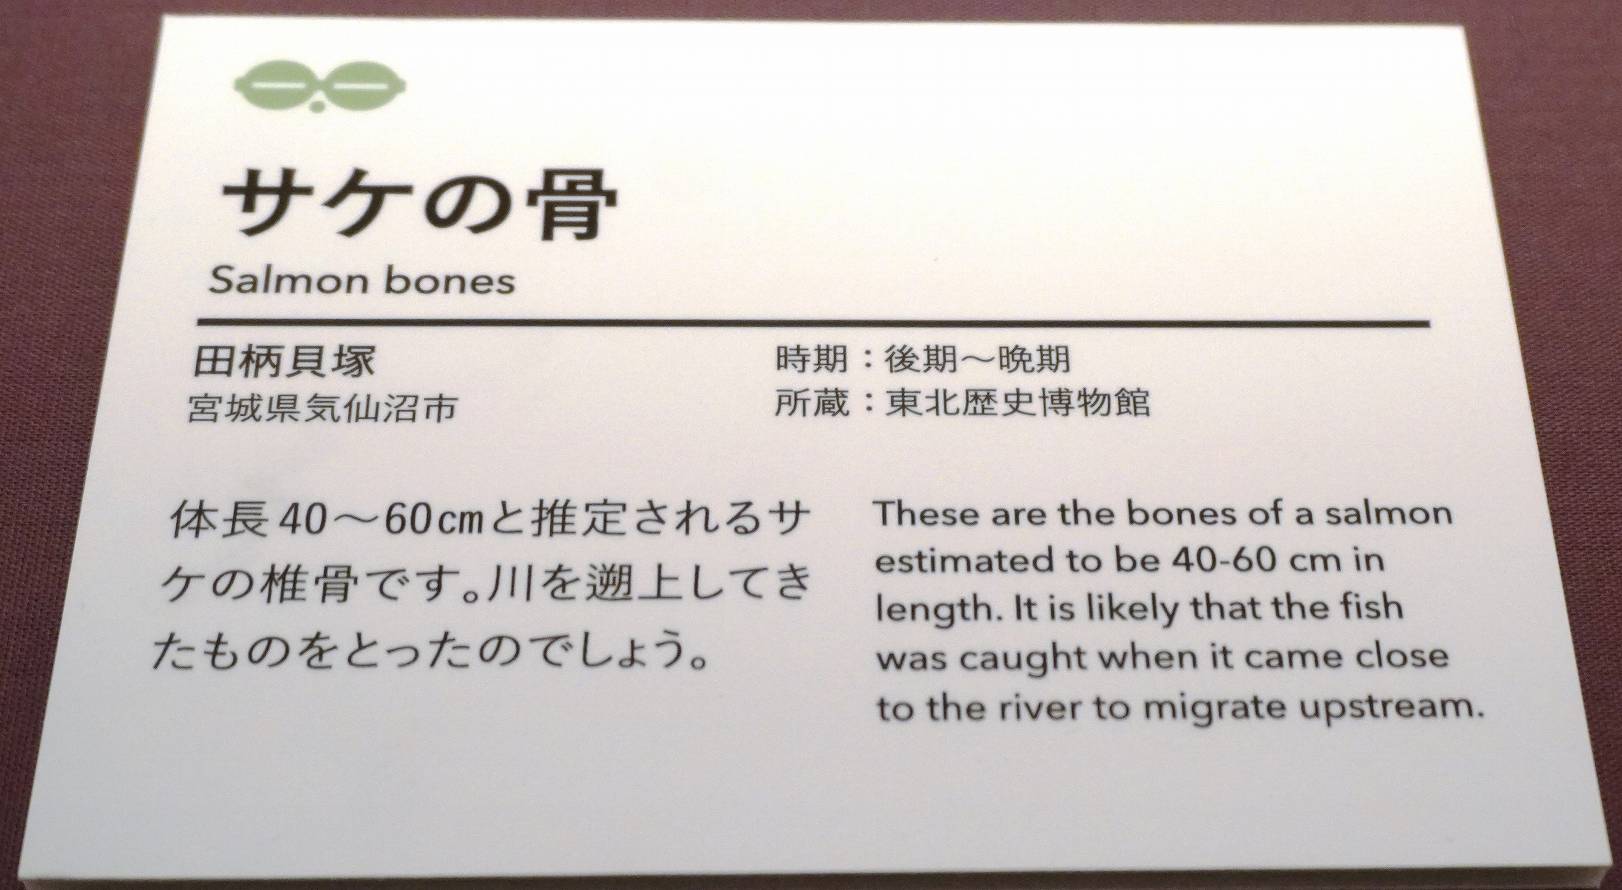 サケの骨
Salmon bones
田柄貝塚
宮城県気仙沼市
時期：後期～晩期
所蔵：東北歴史博物館
体長40～60cmと推定されるサ
ケの椎骨です。川を遡上してき
たものをとったのでしょう。
These are the bones of a salmon
estimated to be 40-60 cm in
length. It is likely that the fish
was caught when it came close
to the river to migrate upstream.